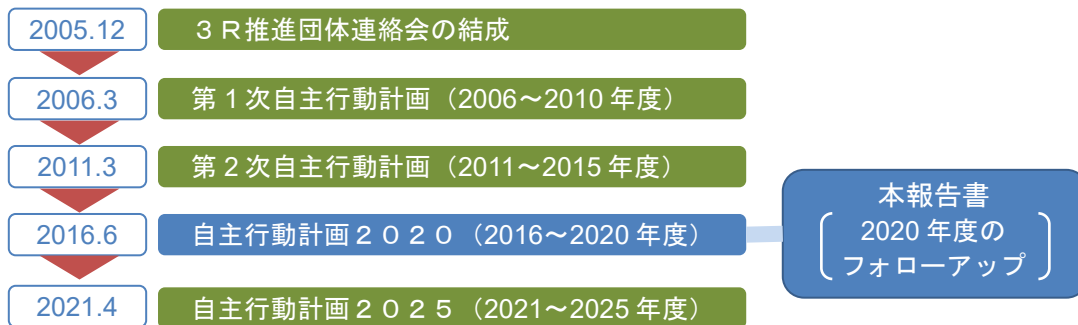 2005.12
３Ｒ推進団体連絡会の結成
2006.3
第１次自主行動計画（2006～2010 年度）
2011.3
第２次自主行動計画（2011～2015 年度）
2016.6
自主行動計画２０２０（2016～2020 年度）
本報告書
2020 年度の
フォローアップ
2021.4
自主行動計画２０２５（2021～2025 年度）